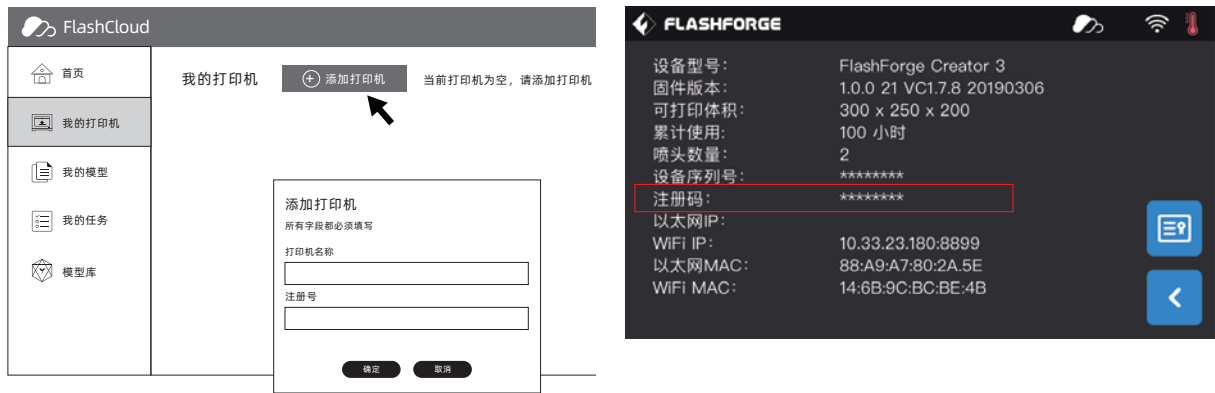 FlashCloud
首页
我的打印机
我的模型
我的任务
模型库
我的打印机
添加打印机
当前打印机为空，请添加打印机
添加打印机
所有字段都必须填写
打印机名称
注册号
确定
取消
FLASHFORGE
设备型号： FlashForge Creator 3
固件版本： 1.0.0 21 VC1.7.8 20190306
可打印体积： 300 x 250 x 200
累计使用: 100 小时
喷头数量： 2
设备序列号： ********
注册码： ********
以太网IP：
WiFi IP： 10.33.23.180:8899
以太网MAC： 88:A9:A7:80:2A.5E
WiFi MAC： 14:6B:9C:BC:BE:4B